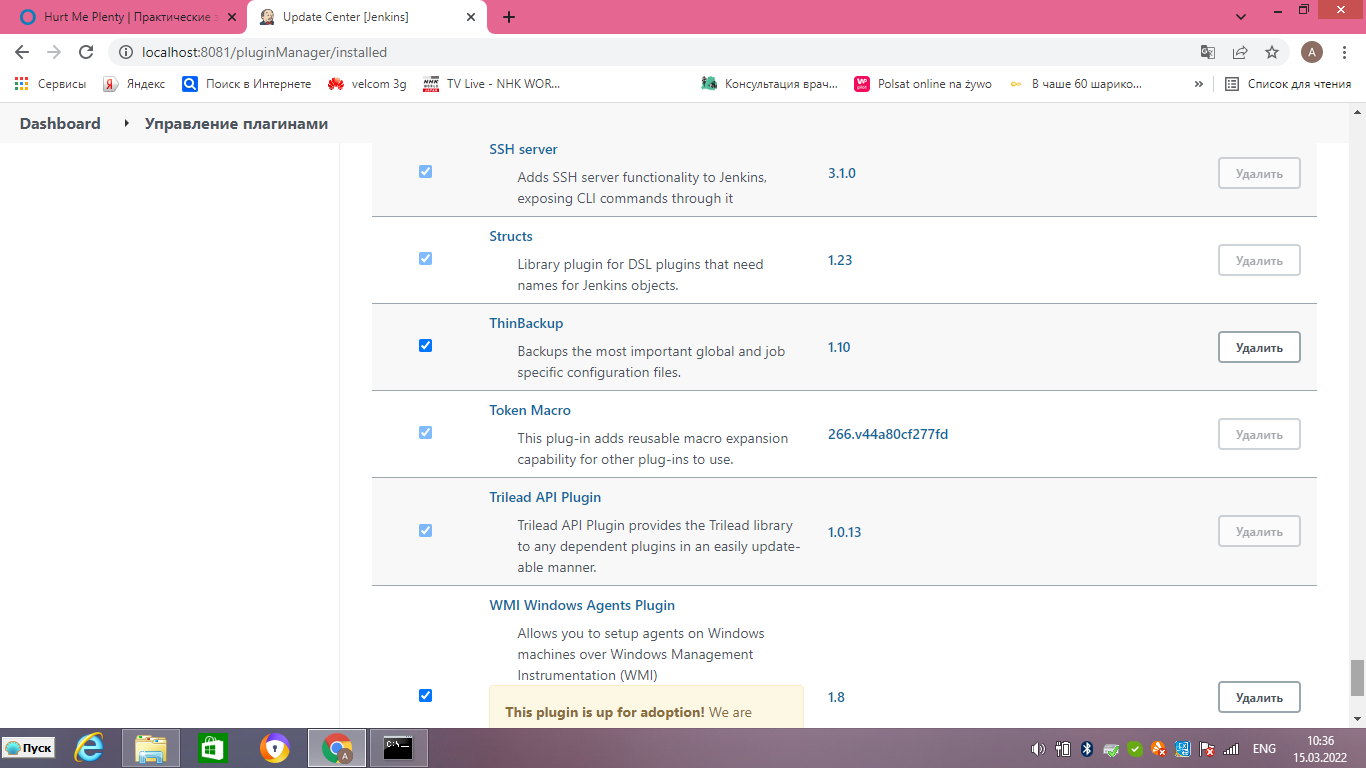 Hurt Me Plenty | Практические з
Update Center [Jenkins]
localhost:8081/pluginManager/installed
A
Сервисы
Яндекс
Поиск в Интернете
velcom 3g
TV Live - NHK WOR...
Консультация врач...
Polsat online na żywo
В чаше 60 шарико...
»
Список для чтения
Dashboard
Управление плагинами
SSH server
Adds SSH server functionality to Jenkins,
exposing CLI commands through it
3.1.0
Удалить
Structs
Library plugin for DSL plugins that need
names for Jenkins objects.
1.23
Удалить
ThinBackup
Backups the most important global and job
specific configuration files.
1.10
Удалить
Token Macro
This plug-in adds reusable macro expansion
capability for other plug-ins to use.
266.v44a80cf277fd
Удалить
Trilead API Plugin
Trilead API Plugin provides the Trilead library
to any dependent plugins in an easily update-
able manner.
1.0.13
Удалить
WMI Windows Agents Plugin
Allows you to setup agents on Windows
machines over Windows Management
Instrumentation (WMI)
This plugin is up for adoption! We are
1.8
Удалить
Пуск
ENG
10:36
15.03.2022